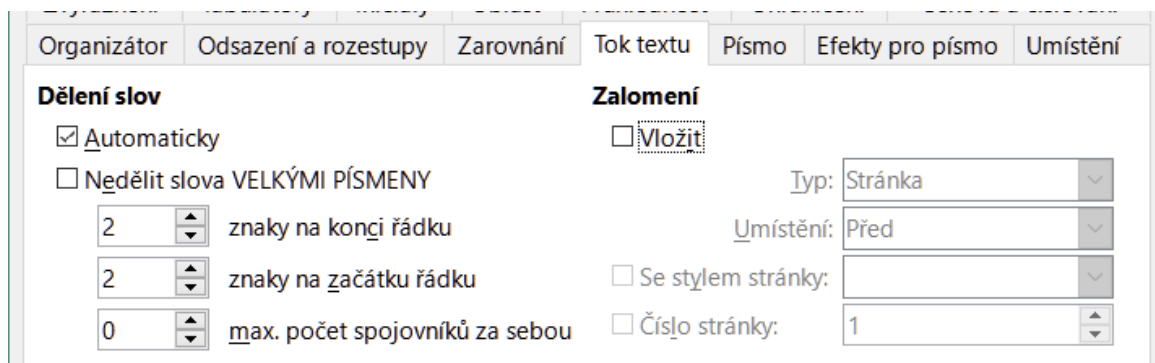 Organizátor Odsazení a rozestupy Zarovnání Tok textu Písmo Efekty pro písmo Umístění
Dělení slov
Automaticky
Nedělit slova VELKÝMI PÍSMENY
2 znaky na konci řádku
2 znaky na začátku řádku
0 max. počet spojovníků za sebou
Zalomení
Vložit
Typ: Stránka
Umístění: Před
Se stylem stránky:
Číslo stránky: 1